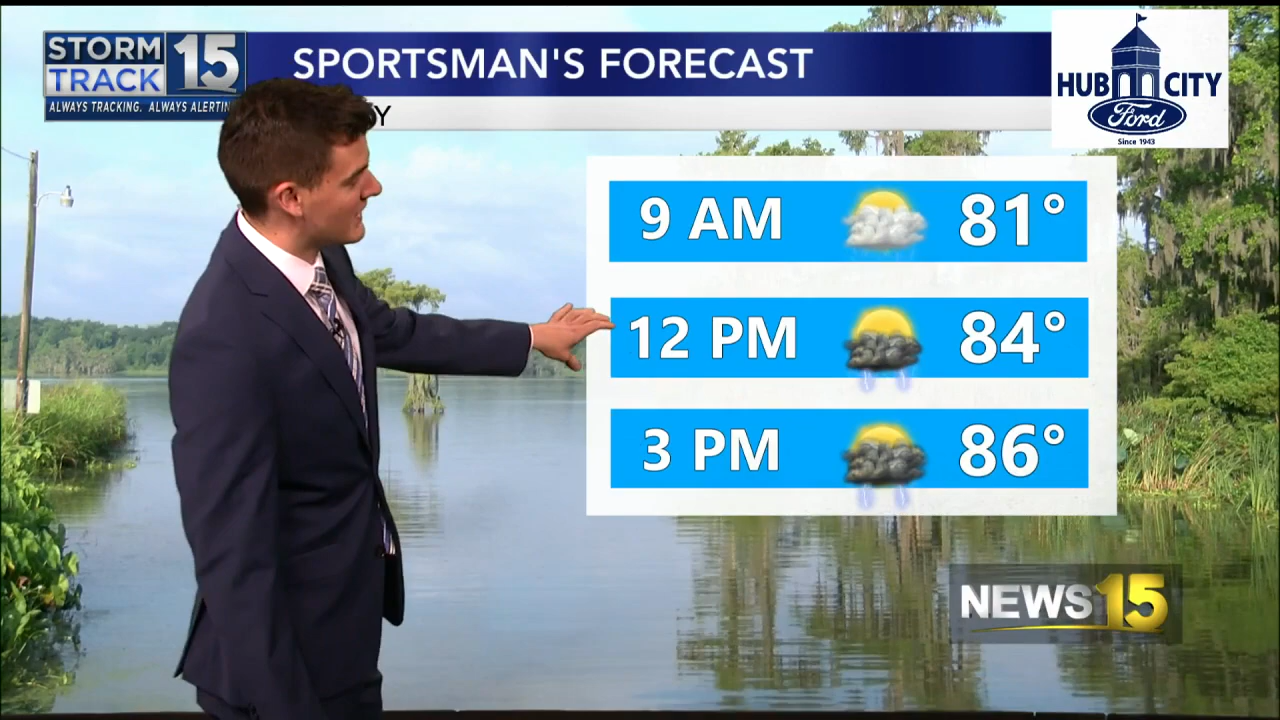 STORM
TRACK
15
ALWAYS TRACKING. ALWAYS ALERTIN
SPORTSMAN'S FORECAST
Y
HUB CITY
Ford
Since 1943
9 AM 81°
12 PM 84°
3 PM 86°
NEWS15